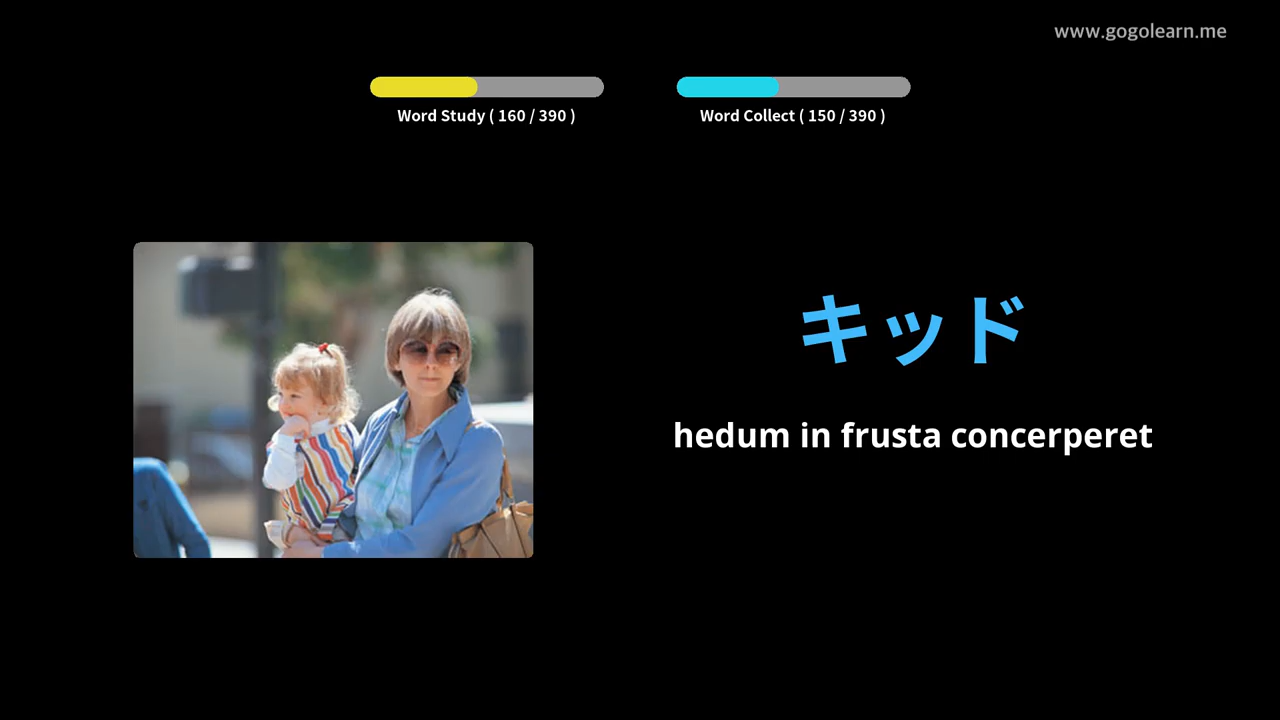 www.gogolearn.me
Word Study ( 160 / 390 )
Word Collect ( 150 / 390 )
キッド
hedum in frusta concerperet